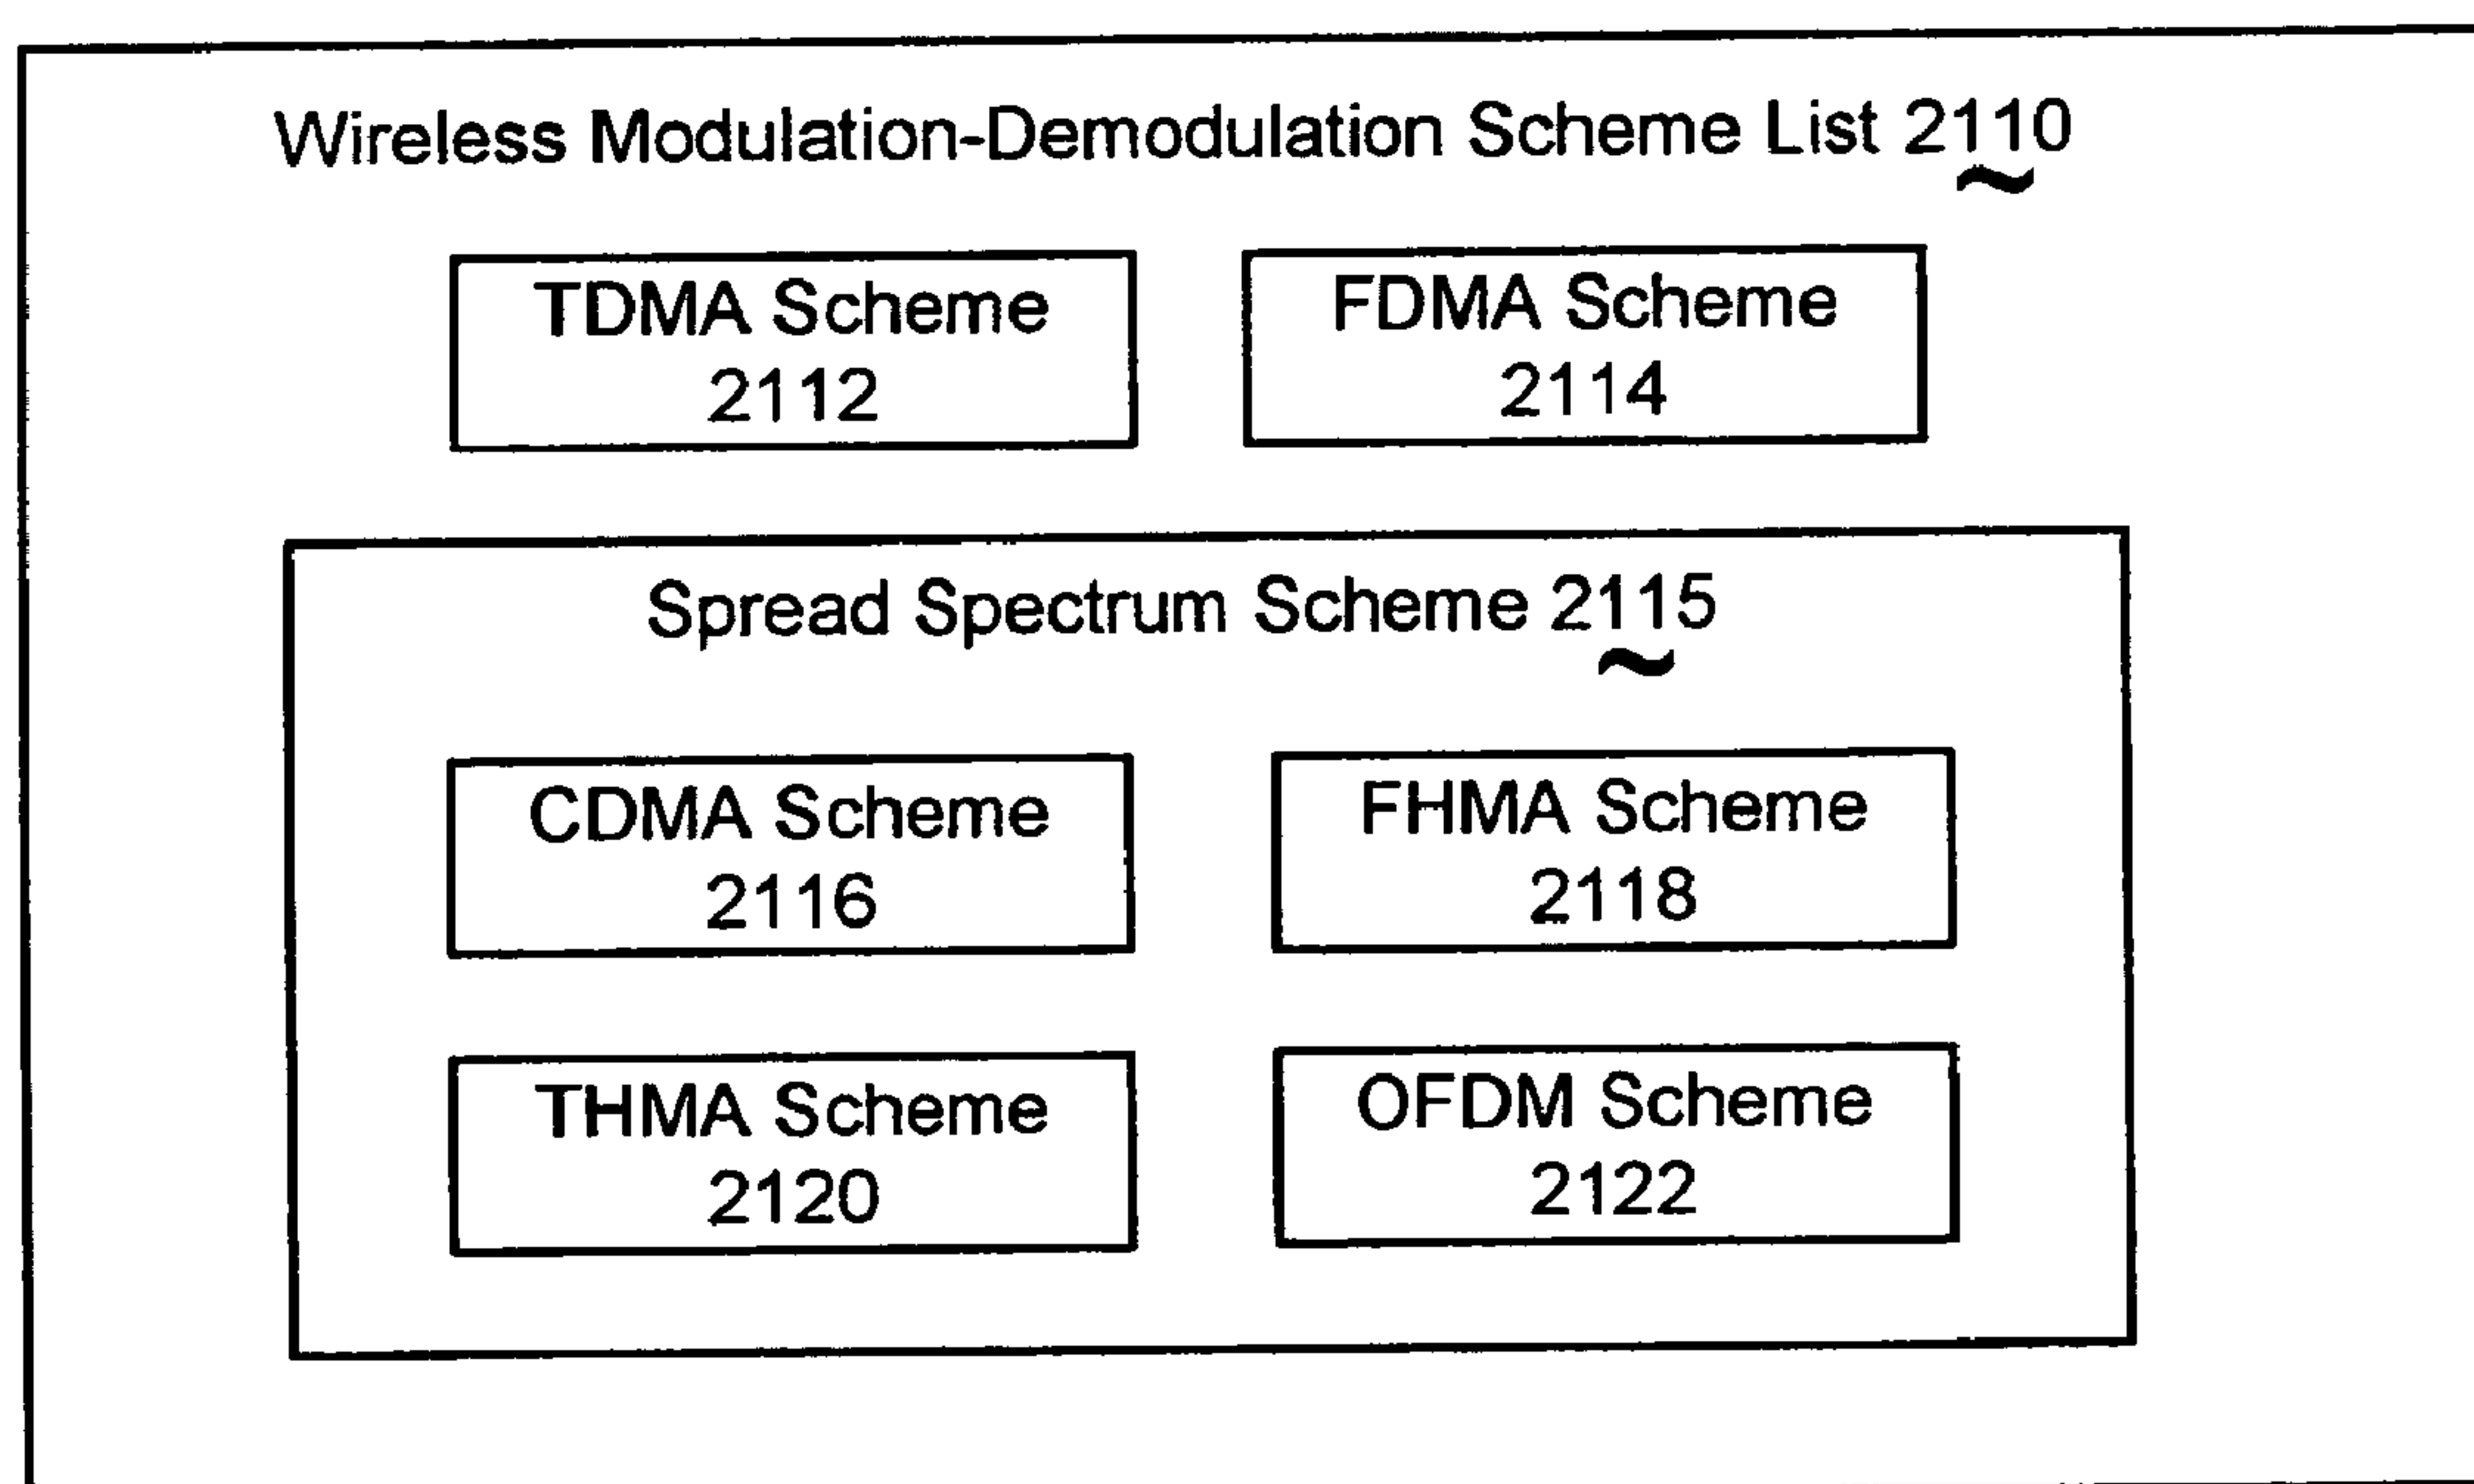 Wireless Modulation-Demodulation Scheme List 2110
TDMA Scheme
2112
FDMA Scheme
2114
Spread Spectrum Scheme 2115
CDMA Scheme
2116
FHMA Scheme
2118
THMA Scheme
2120
OFDM Scheme
2122